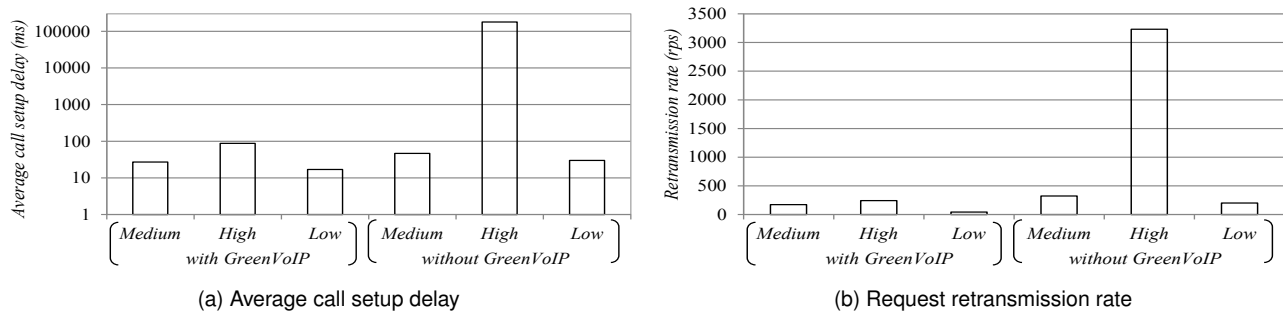 Average call setup delay (ms)
100000
10000
1000
100
10
1
Medium High Low Medium High Low
with GreenVoIP without GreenVoIP
(a) Average call setup delay
Retransmission rate (rps)
3500
3000
2500
2000
1500
1000
500
0
Medium High Low Medium High Low
with GreenVoIP without GreenVoIP
(b) Request retransmission rate